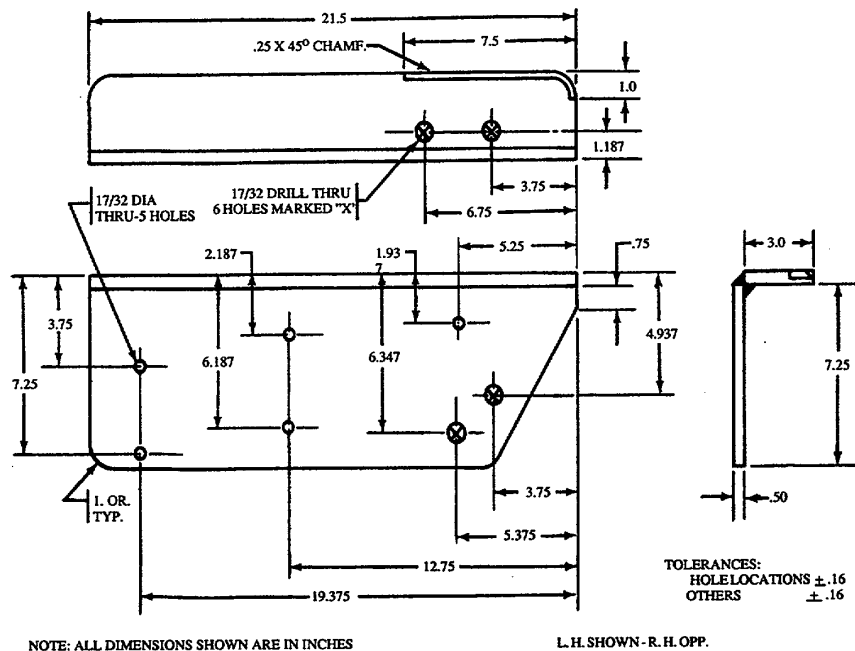 21.5
7.5
.25 X 45° CHAMF.
1.0
1.187
3.75
6.75
17/32 DIA
THRU-5 HOLES
17/32 DRILL THRU
6 HOLES MARKED "X"
2.187
1.93
7
5.25
.75
3.0
3.75
7.25
6.187
6.347
4.937
7.25
1. OR.
TYP.
3.75
.50
5.375
12.75
19.375
TOLERANCES:
HOLE LOCATIONS ± .16
OTHERS ± .16
NOTE: ALL DIMENSIONS SHOWN ARE IN INCHES
L.H. SHOWN - R.H. OPP.